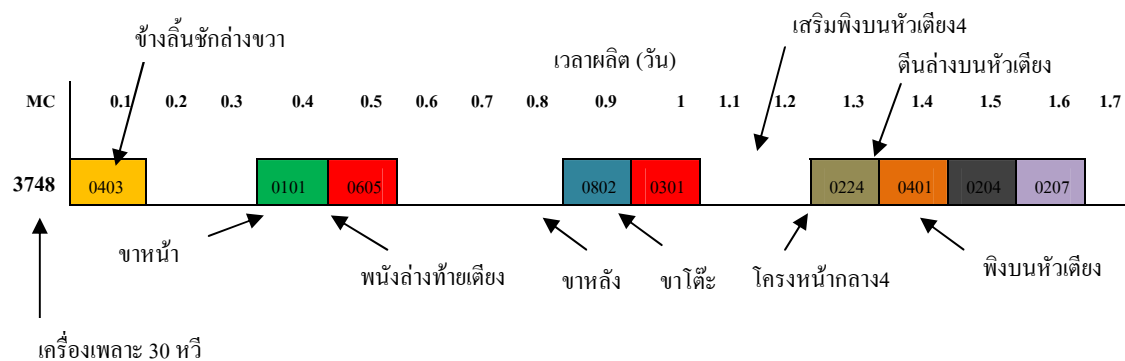 เสริมพิงบนหัวเตียง4
ข้างลิ้นชักล่างขวา
เวลาผลิต (วัน)
ตีนล่างบนหัวเตียง
MC 0.1 0.2 0.3 0.4 0.5 0.6 0.7 0.8 0.9 1 1.1 1.2 1.3 1.4 1.5 1.6 1.7
3748 0403 0101 0605 0802 0301 0224 0401 0204 0207
ขาหน้า พนังล่างท้ายเตียง ขาหลัง ขาโต๊ะ โครงหน้ากลาง4 พิงบนหัวเตียง
เครื่องเพลาะ 30 หวี